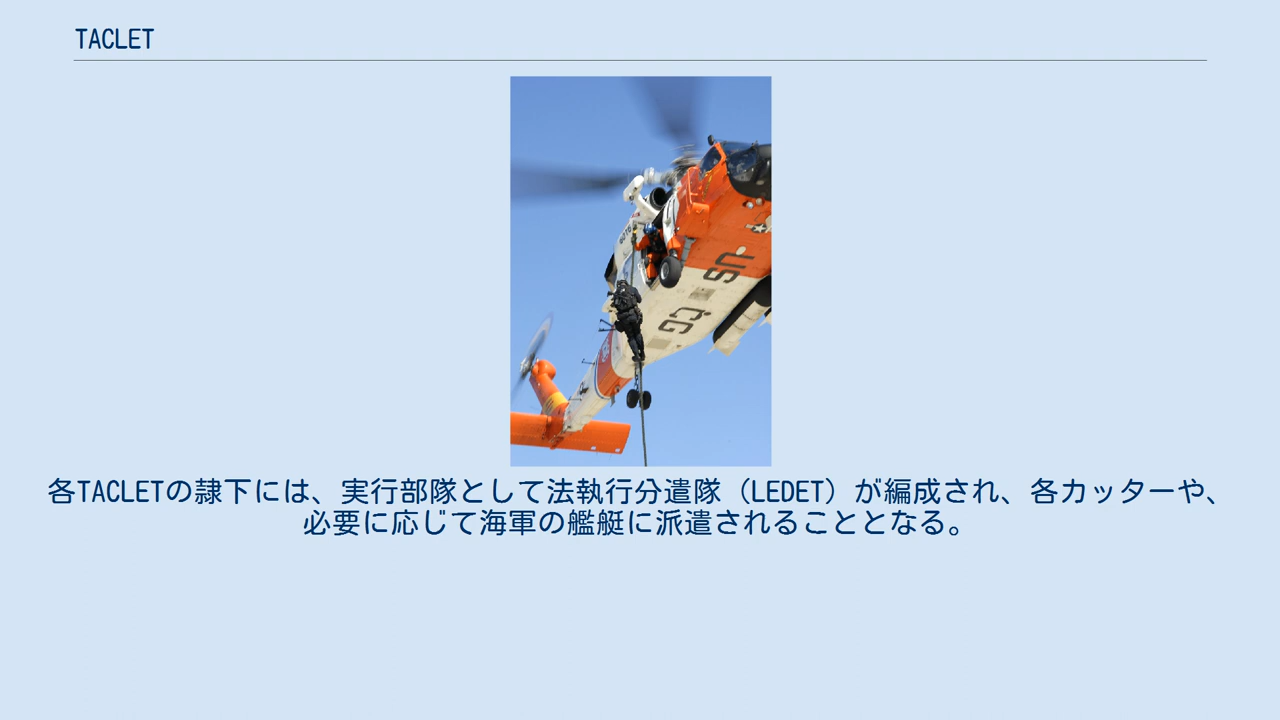 TACLET
US
CG
各TACLETの隷下には、実行部隊として法執行分遣隊（LEDET）が編成され、各カッターや、
必要に応じて海軍の艦艇に派遣されることとなる。